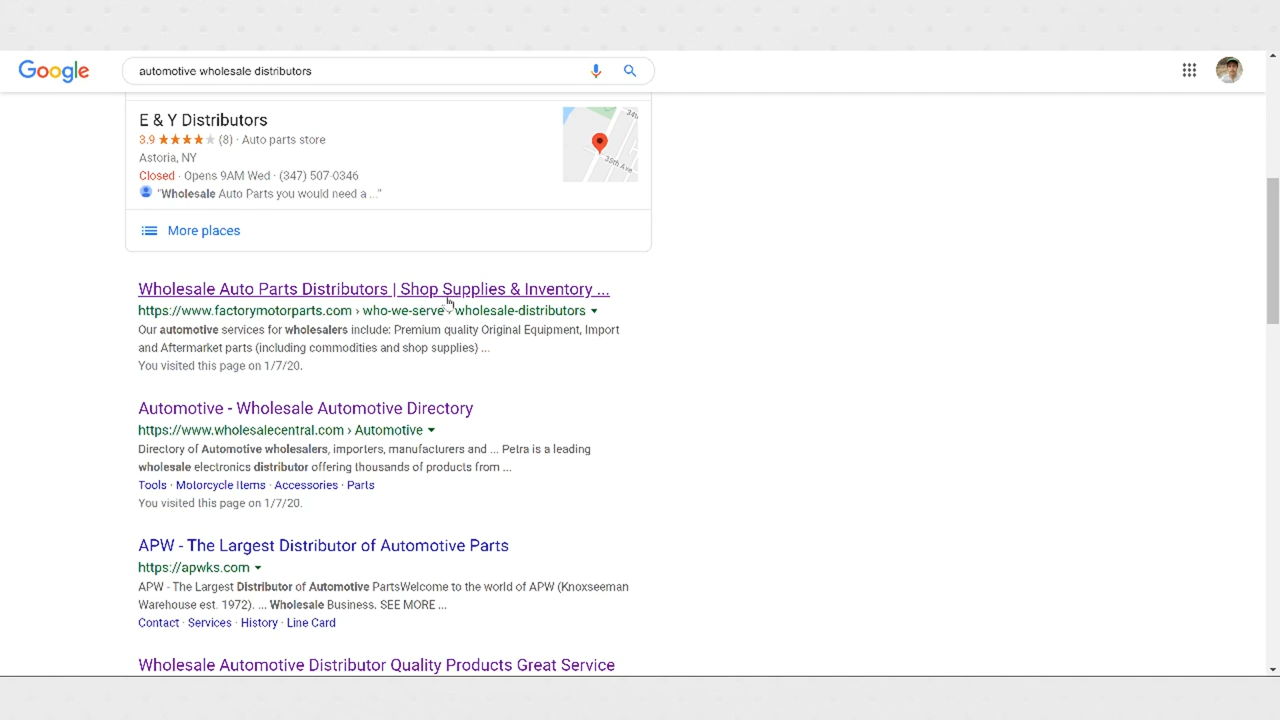 Google
automotive wholesale distributors
E & Y Distributors
3.9 ★★★★★ (8) · Auto parts store
Astoria, NY
Closed · Opens 9AM Wed · (347) 507-0346
"Wholesale Auto Parts you would need a ..."
34th
35th Ave
More places
Wholesale Auto Parts Distributors | Shop Supplies & Inventory ...
https://www.factorymotorparts.com › who-we-serve › wholesale-distributors
Our automotive services for wholesalers include: Premium quality Original Equipment, Import
and Aftermarket parts (including commodities and shop supplies) ...
You visited this page on 1/7/20.
Automotive - Wholesale Automotive Directory
https://www.wholesalecentral.com › Automotive
Directory of Automotive wholesalers, importers, manufacturers and ... Petra is a leading
wholesale electronics distributor offering thousands of products from ...
Tools · Motorcycle Items · Accessories · Parts
You visited this page on 1/7/20.
APW - The Largest Distributor of Automotive Parts
https://apwks.com
APW - The Largest Distributor of Automotive PartsWelcome to the world of APW (Knoxseeman
Warehouse est. 1972). ... Wholesale Business. SEE MORE ...
Contact · Services · History · Line Card
Wholesale Automotive Distributor Quality Products Great Service